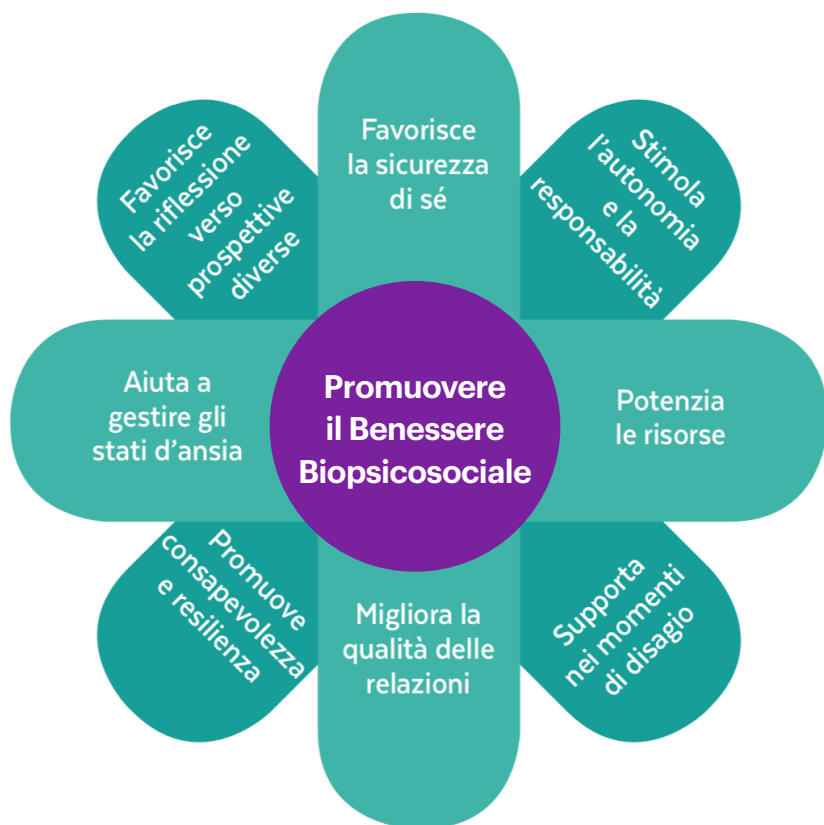 Favorisce
la sicurezza
di sé
Stimola
l'autonomia
e la
responsabilità
Potenzia
le risorse
Supporta
nei momenti
di disagio
Migliora la
qualità delle
relazioni
Promuove
consapevolezza
e resilienza
Aiuta a
gestire gli
stati d'ansia
Favorisce
la riflessione
verso
prospettive
diverse
Promuovere
il Benessere
Biopsicosociale